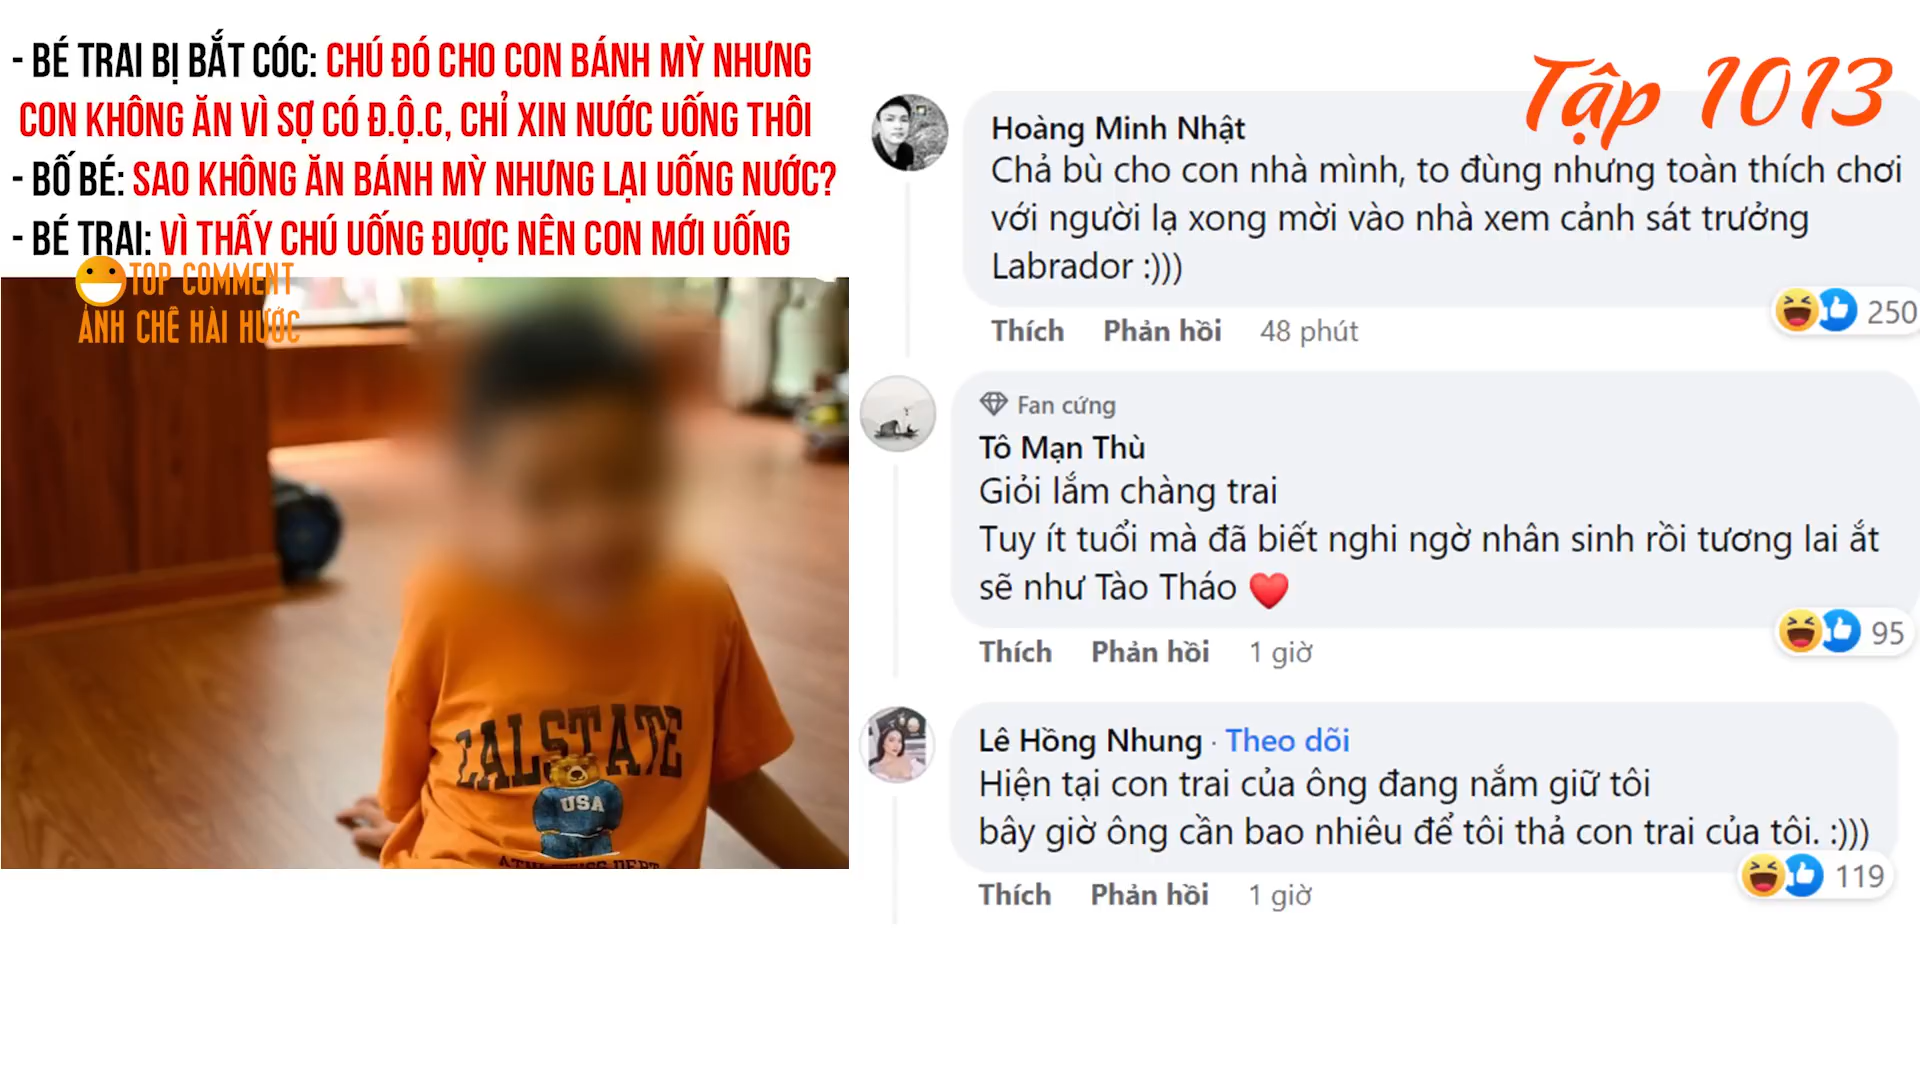 - BÉ TRAI BỊ BẮT CÓC: CHÚ ĐÓ CHO CON BÁNH MỲ NHƯNG
CON KHÔNG ĂN VÌ SỢ CÓ Đ.Ộ.C, CHỈ XIN NƯỚC UỐNG THÔI
- BỐ BÉ: SAO KHÔNG ĂN BÁNH MỲ NHƯNG LẠI UỐNG NƯỚC?
- BÉ TRAI: VÌ THẤY CHÚ UỐNG ĐƯỢC NÊN CON MỚI UỐNG
TOP COMMENT
ẢNH CHẾ HÀI HƯỚC
ZALSTATE
USA
ATHLETICS DEPT
Tập 1013
Hoàng Minh Nhật
Chả bù cho con nhà mình, to đùng nhưng toàn thích chơi
với người lạ xong mời vào nhà xem cảnh sát trưởng
Labrador :)))
Thích Phản hồi 48 phút
250
Fan cứng
Tô Mạn Thù
Giỏi lắm chàng trai
Tuy ít tuổi mà đã biết nghi ngờ nhân sinh rồi tương lai ắt
sẽ như Tào Tháo ❤️
Thích Phản hồi 1 giờ
95
Lê Hồng Nhung · Theo dõi
Hiện tại con trai của ông đang nắm giữ tôi
bây giờ ông cần bao nhiêu để tôi thả con trai của tôi. :)))
Thích Phản hồi 1 giờ
119